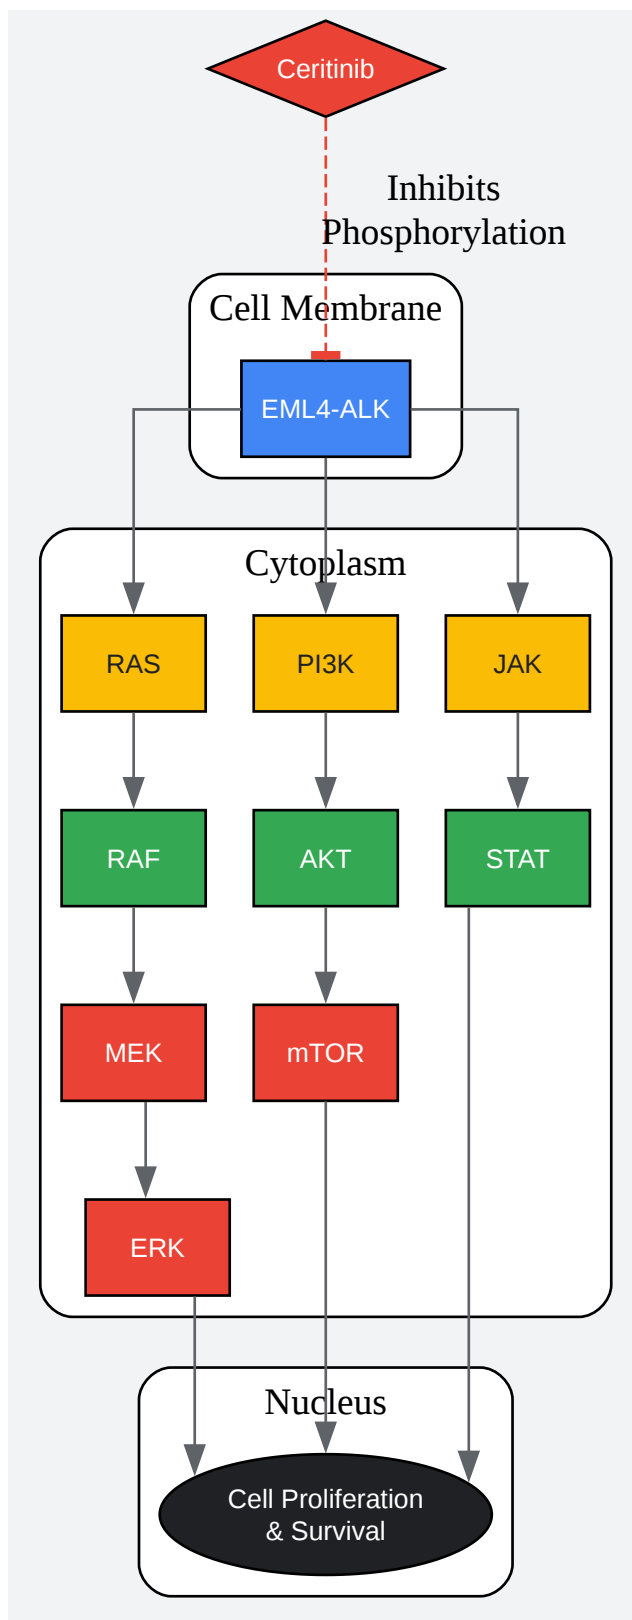 Ceritinib
Inhibits
Phosphorylation
Cell Membrane
EML4-ALK
Cytoplasm
RAS
PI3K
JAK
RAF
AKT
STAT
MEK
mTOR
ERK
Nucleus
Cell Proliferation
& Survival